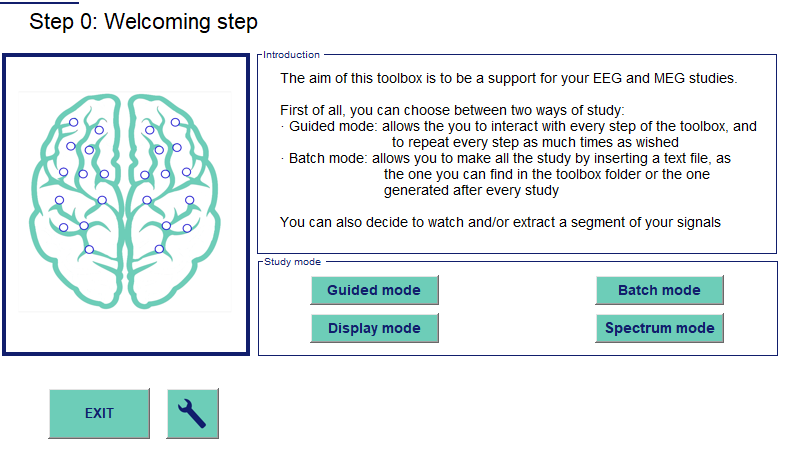 Step 0: Welcoming step
Introduction
The aim of this toolbox is to be a support for your EEG and MEG studies.
First of all, you can choose between two ways of study:
· Guided mode: allows the you to interact with every step of the toolbox, and
to repeat every step as much times as wished
· Batch mode: allows you to make all the study by inserting a text file, as
the one you can find in the toolbox folder or the one
generated after every study
You can also decide to watch and/or extract a segment of your signals
Study mode
Guided mode
Batch mode
Display mode
Spectrum mode
EXIT